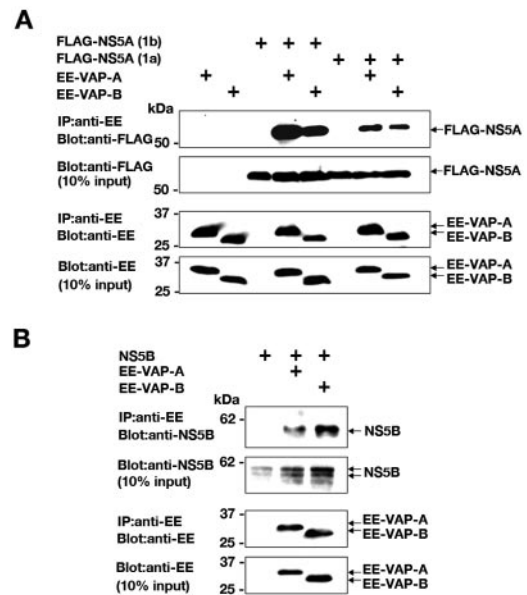 A
FLAG-NS5A (1b) + + +
FLAG-NS5A (1a) + + +
EE-VAP-A + + +
EE-VAP-B + + +
kDa
IP:anti-EE
Blot:anti-FLAG
50 -
FLAG-NS5A
Blot:anti-FLAG
(10% input)
50 -
FLAG-NS5A
IP:anti-EE
Blot:anti-EE
37 -
25 -
EE-VAP-A
EE-VAP-B
Blot:anti-EE
(10% input)
37 -
25 -
EE-VAP-A
EE-VAP-B
B
NS5B + + +
EE-VAP-A +
EE-VAP-B +
kDa
IP:anti-EE
Blot:anti-NS5B
62 -
NS5B
Blot:anti-NS5B
(10% input)
62 -
NS5B
IP:anti-EE
Blot:anti-EE
37 -
25 -
EE-VAP-A
EE-VAP-B
Blot:anti-EE
(10% input)
37 -
25 -
EE-VAP-A
EE-VAP-B